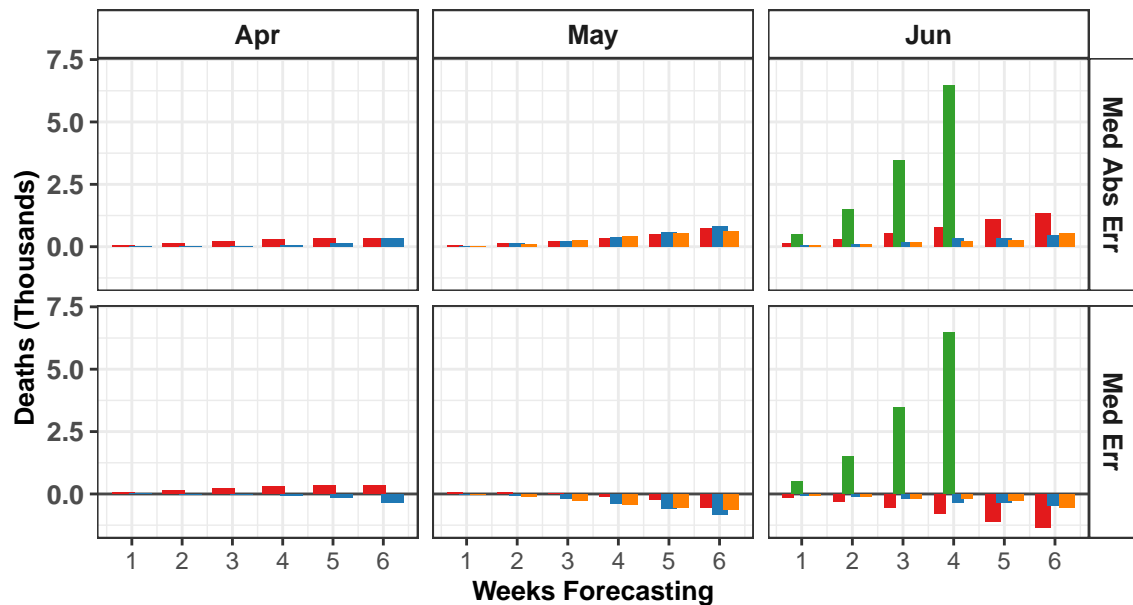 Apr May Jun
7.5
5.0
2.5
0.0
Med Abs Err
7.5
5.0
2.5
0.0
Med Err
Deaths (Thousands)
1 2 3 4 5 6 1 2 3 4 5 6 1 2 3 4 5 6
Weeks Forecasting